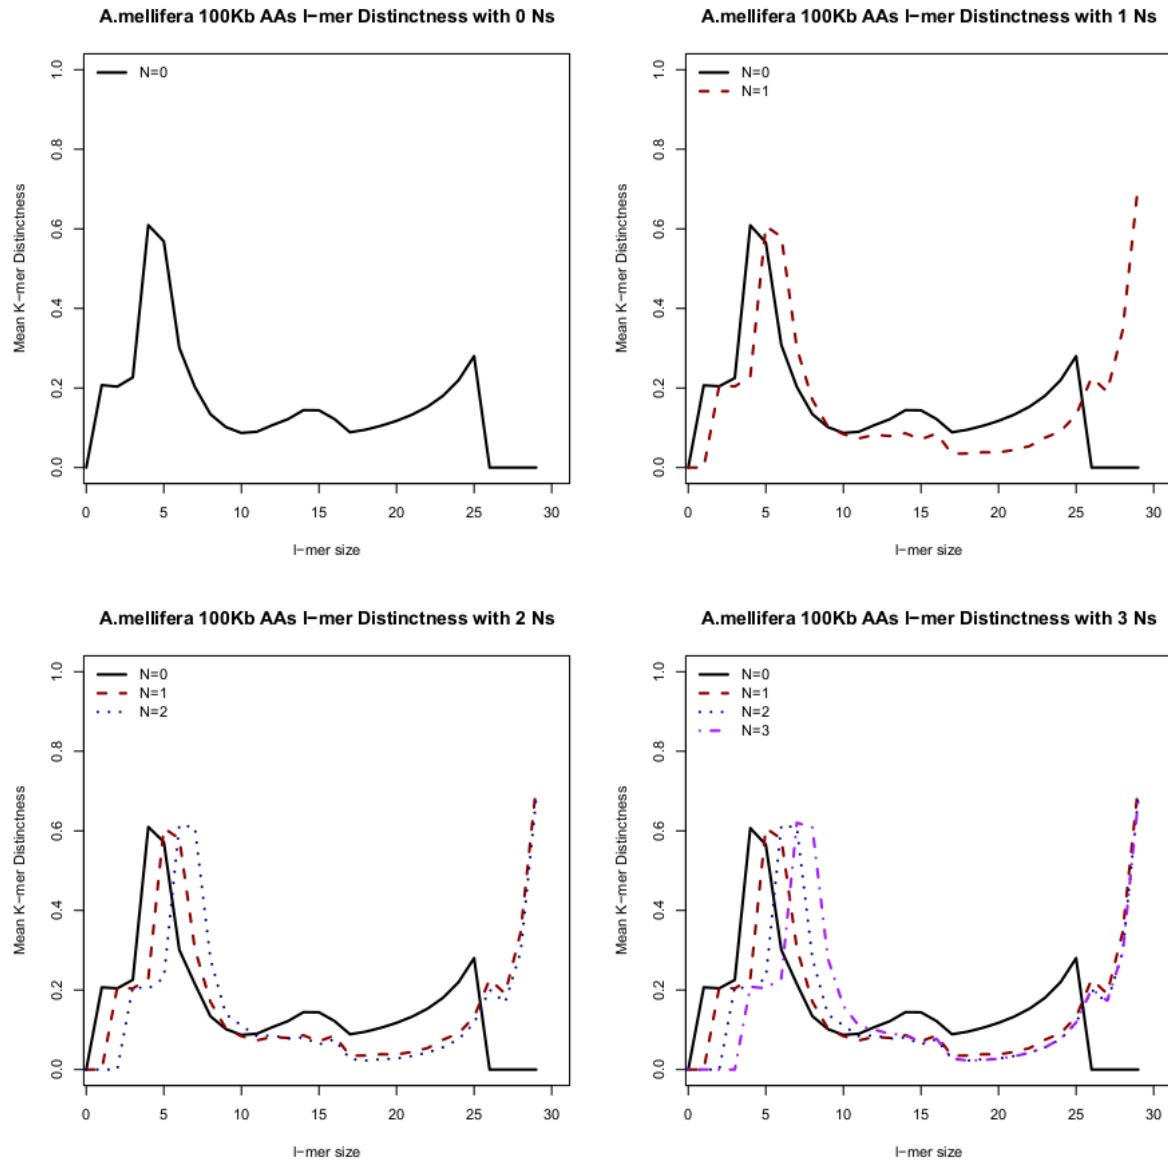 A.mellifera 100Kb AAs l−mer Distinctness with 0 Ns
N=0
Mean K−mer Distinctness
1.0
0.8
0.6
0.4
0.2
0.0
0 5 10 15 20 25 30
l−mer size
A.mellifera 100Kb AAs l−mer Distinctness with 1 Ns
N=0
N=1
Mean K−mer Distinctness
1.0
0.8
0.6
0.4
0.2
0.0
0 5 10 15 20 25 30
l−mer size
A.mellifera 100Kb AAs l−mer Distinctness with 2 Ns
N=0
N=1
N=2
Mean K−mer Distinctness
1.0
0.8
0.6
0.4
0.2
0.0
0 5 10 15 20 25 30
l−mer size
A.mellifera 100Kb AAs l−mer Distinctness with 3 Ns
N=0
N=1
N=2
N=3
Mean K−mer Distinctness
1.0
0.8
0.6
0.4
0.2
0.0
0 5 10 15 20 25 30
l−mer size